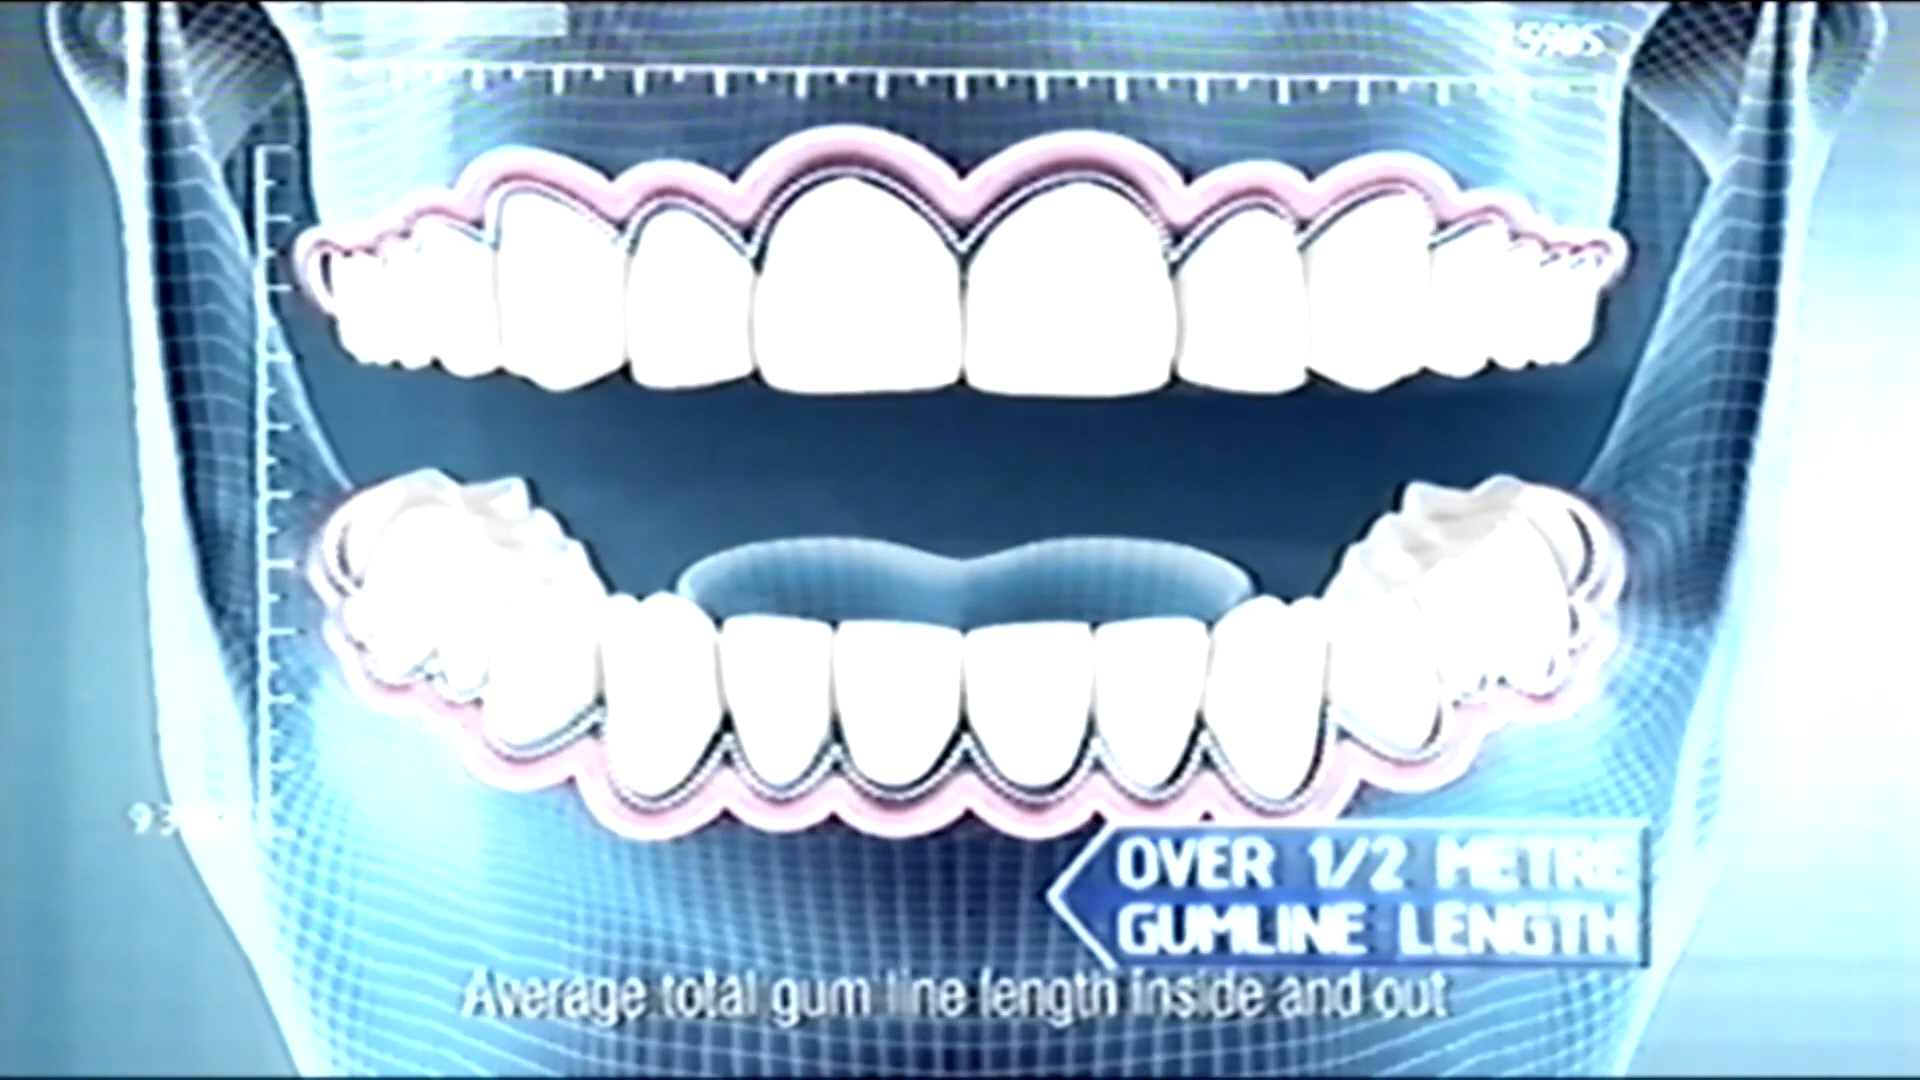 OVER 1/2 METRE
GUMLINE LENGTH
Average total gum line length inside and out